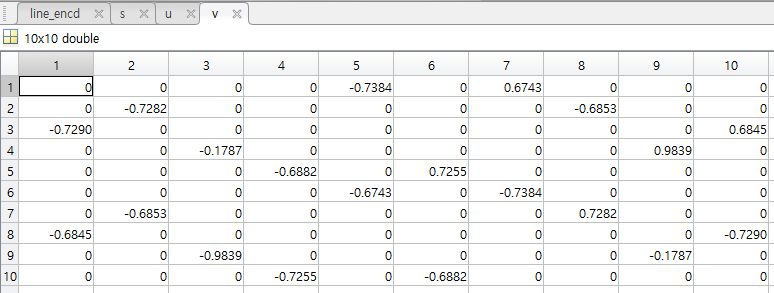 line_encd s u v
10x10 double
1 2 3 4 5 6 7 8 9 10
1 0 0 0 0 -0.7384 0 0.6743 0 0 0
2 0 -0.7282 0 0 0 0 0 -0.6853 0 0
3 -0.7290 0 0 0 0 0 0 0 0 0.6845
4 0 0 -0.1787 0 0 0 0 0 0.9839 0
5 0 0 0 -0.6882 0 0.7255 0 0 0 0
6 0 0 0 0 -0.6743 0 -0.7384 0 0 0
7 0 -0.6853 0 0 0 0 0 0.7282 0 0
8 -0.6845 0 0 0 0 0 0 0 0 -0.7290
9 0 0 -0.9839 0 0 0 0 0 -0.1787 0
10 0 0 0 -0.7255 0 -0.6882 0 0 0 0